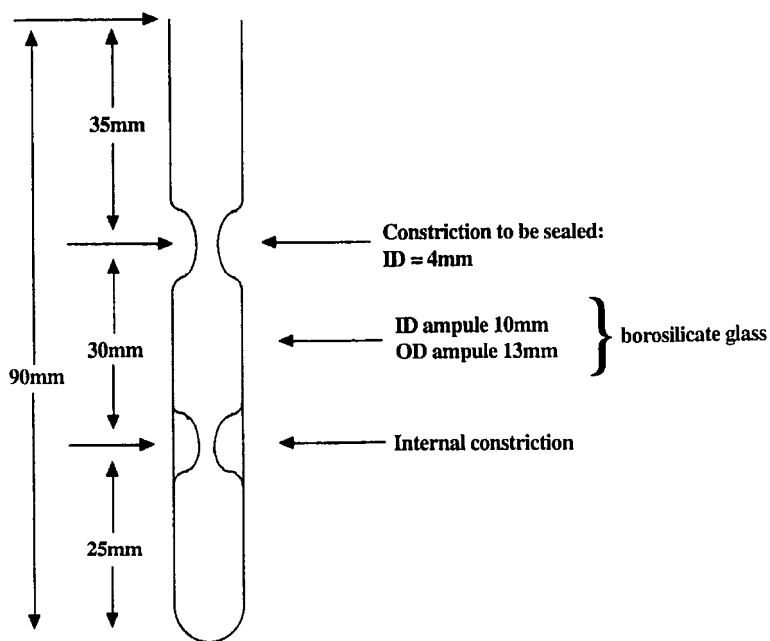 35mm
Constriction to be sealed:
ID = 4mm
ID ampule 10mm
OD ampule 13mm
borosilicate glass
30mm
90mm
Internal constriction
25mm